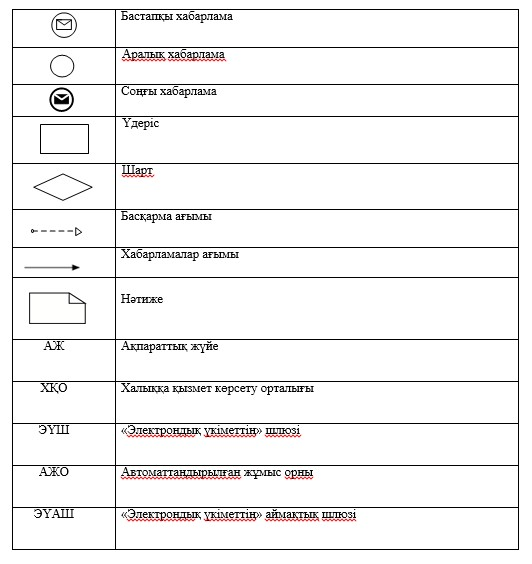 Бастапқы хабарлама
Аралық хабарлама
Соңғы хабарлама
Үдеріс
Шарт
Басқарма ағымы
Хабарламалар ағымы
Нәтиже
АЖ Ақпараттық жүйе
ХҚО Халыққа қызмет көрсету орталығы
ЭҮШ «Электрондық үкіметтің» шлюзі
АЖО Автоматтандырылған жұмыс орны
ЭҮАШ «Электрондық үкіметтің» аймақтық шлюзі